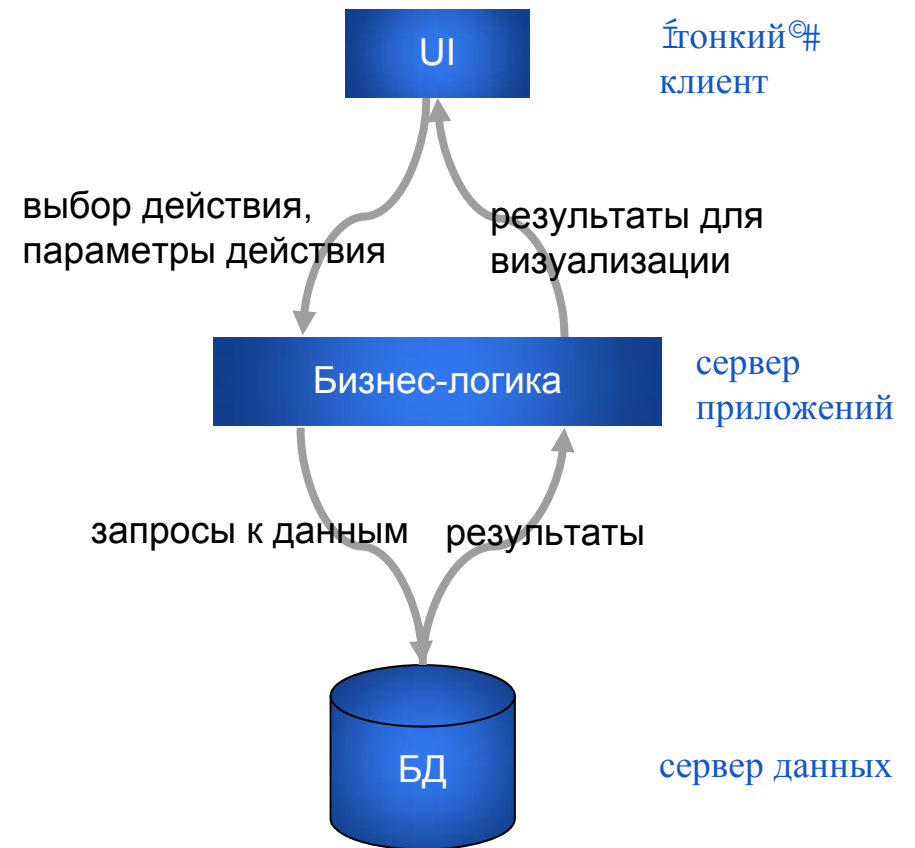 UI
ѓтонкий©#
клиент
выбор действия,
параметры действия
результаты для
визуализации
Бизнес-логика
сервер
приложений
запросы к данным
результаты
БД
сервер данных